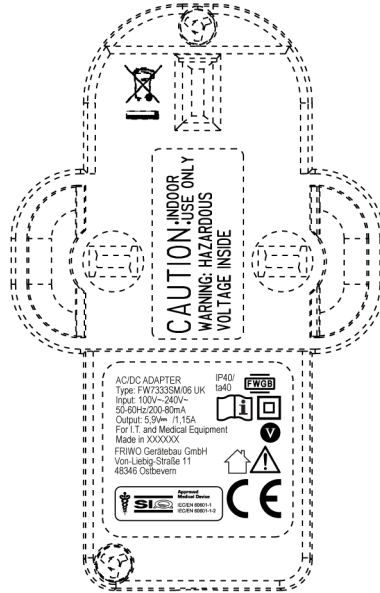 CAUTION: INDOOR
USE ONLY
WARNING: HAZARDOUS
VOLTAGE INSIDE
AC/DC ADAPTER
Type: FW7333SM/06 UK
Input: 100V~-240V~
50-60Hz/200-80mA
Output: 5,9V⎓ /1,15A
For I.T. and Medical Equipment
Made in XXXXXX
FRIWO Gerätebau GmbH
Von-Liebig-Straße 11
48346 Ostbevern
IP40/
ta40
FWGB
i
V
SIQ
Approved
Medical Device
IEC/EN 60601-1
IEC/EN 60601-1-2
CE